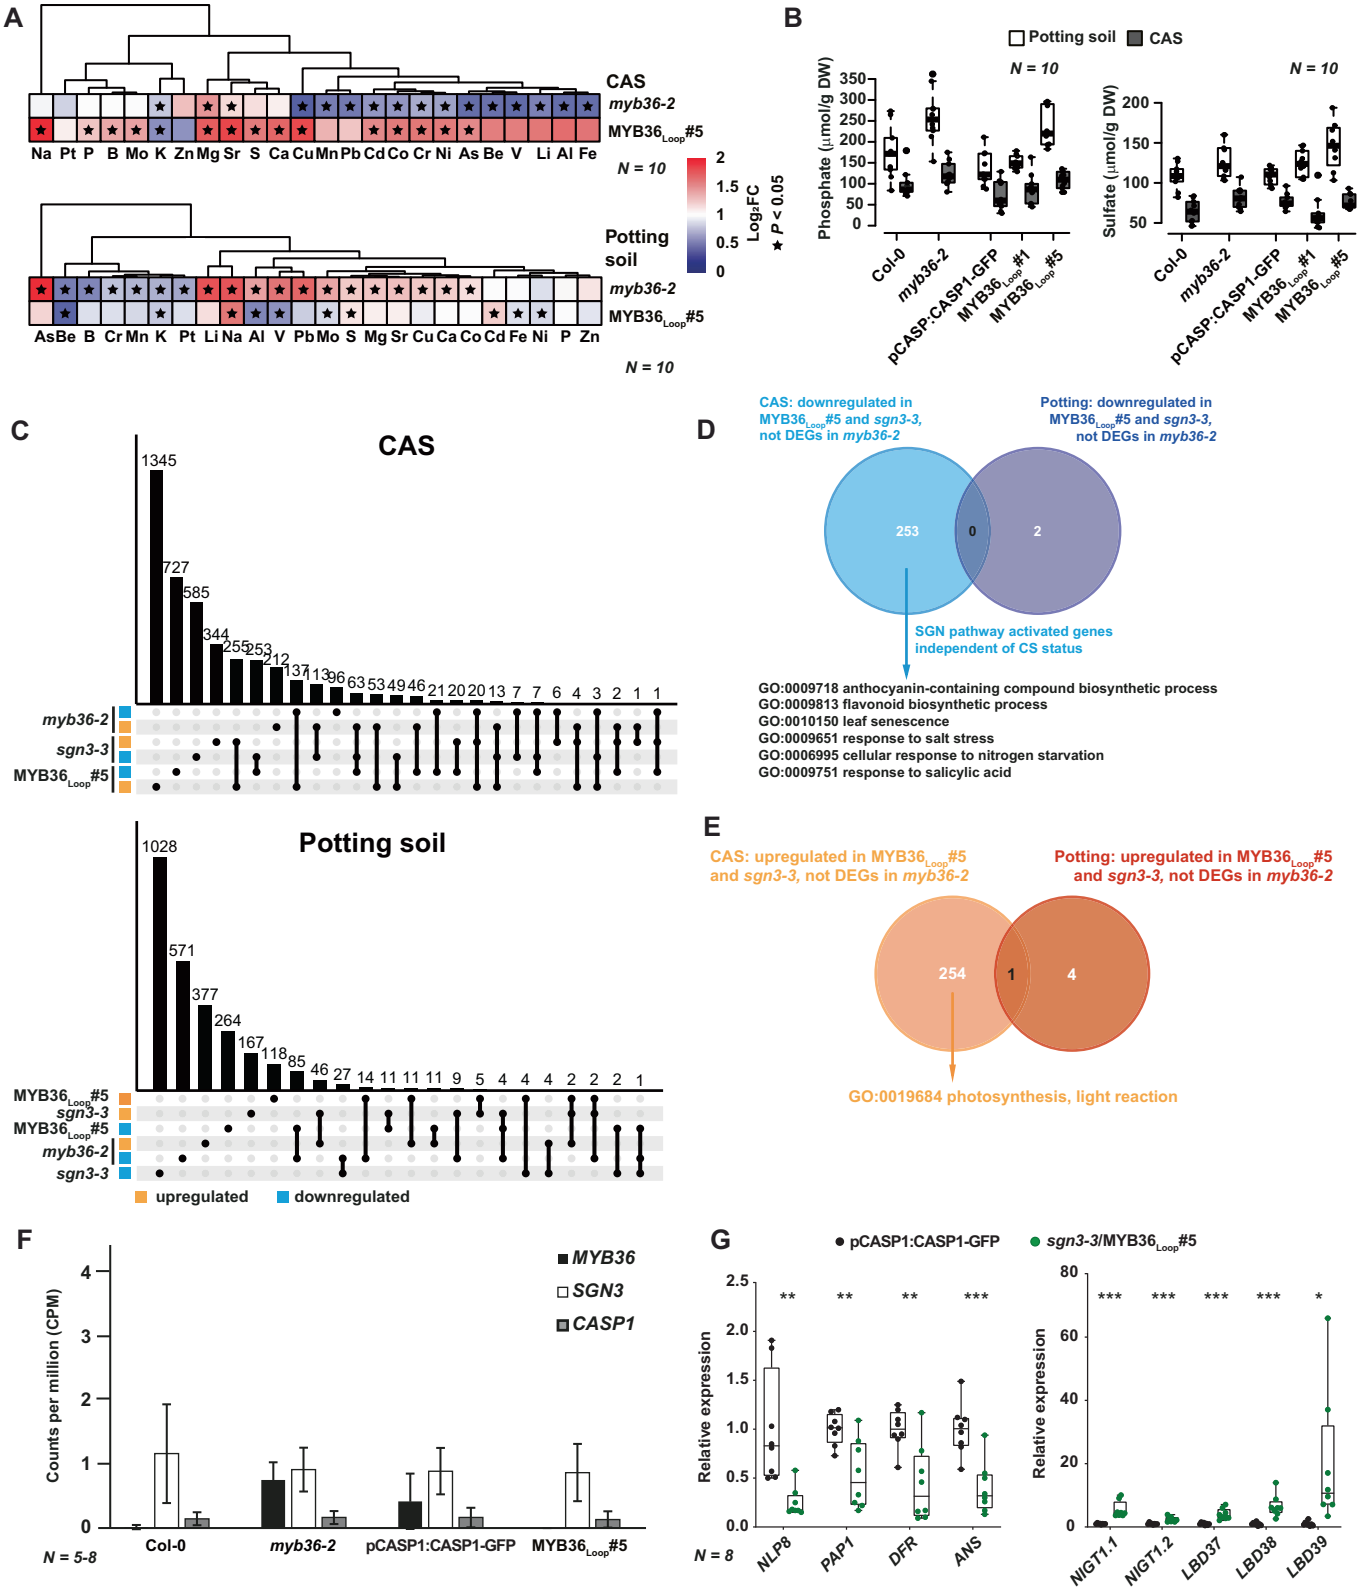 A
CAS
myb36-2
MYB36Loop#5
Na Pt P B Mo K Zn Mg Sr S Ca Cu Mn Pb Cd Co Cr Ni As Be V Li Al Fe
N = 10
2
1.5
1
0.5
0
Log₂FC
★ P < 0.05
Potting
soil
myb36-2
MYB36Loop#5
As Be B Cr Mn K Pt Li Na Al V Pb Mo S Mg Sr Cu Ca Co Cd Fe Ni P Zn
N = 10
B
Potting soil CAS
N = 10
Phosphate (µmol/g DW)
350
300
250
200
150
100
50
0
Col-0
myb36-2
pCASP:CASP1-GFP
MYB36Loop#1
MYB36Loop#5
N = 10
Sulfate (µmol/g DW)
200
150
100
50
Col-0
myb36-2
pCASP:CASP1-GFP
MYB36Loop#1
MYB36Loop#5
C
CAS
1345
727
585
344
255
253
212
137
113
96
63 53 49 46 21 20 20 13 7 7 6 4 3 2 1 1
myb36-2
sgn3-3
MYB36Loop#5
Potting soil
1028
571
377
264
167
118
85
46
27
14 11 11 11 9 5 4 4 4 2 2 2 1
MYB36Loop#5
sgn3-3
MYB36Loop#5
myb36-2
sgn3-3
upregulated downregulated
D
CAS: downregulated in
MYB36Loop#5 and sgn3-3,
not DEGs in myb36-2
Potting: downregulated in
MYB36Loop#5 and sgn3-3,
not DEGs in myb36-2
253 0 2
SGN pathway activated genes
independent of CS status
GO:0009718 anthocyanin-containing compound biosynthetic process
GO:0009813 flavonoid biosynthetic process
GO:0010150 leaf senescence
GO:0009651 response to salt stress
GO:0006995 cellular response to nitrogen starvation
GO:0009751 response to salicylic acid
E
CAS: upregulated in MYB36Loop#5
and sgn3-3, not DEGs in myb36-2
Potting: upregulated in MYB36Loop#5
and sgn3-3, not DEGs in myb36-2
254 1 4
GO:0019684 photosynthesis, light reaction
F
MYB36
SGN3
CASP1
Counts per million (CPM)
4
3
2
1
0
Col-0 myb36-2 pCASP1:CASP1-GFP MYB36Loop#5
N = 5-8
G
pCASP1:CASP1-GFP sgn3-3/MYB36Loop#5
Relative expression
2.5
2.0
1.5
1.0
0.5
0.0
** ** ** ***
NLP8 PAP1 DFR ANS
N = 8
Relative expression
80
60
40
20
0
*** *** *** *** *
NIGT1.1 NIGT1.2 LBD37 LBD38 LBD39